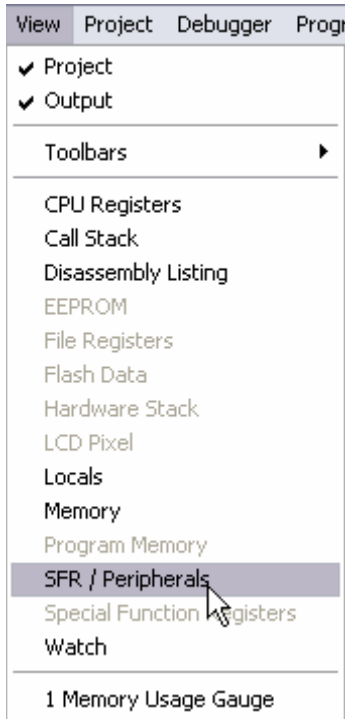 View Project Debugger Progr
Project
Output
Toolbars
CPU Registers
Call Stack
Disassembly Listing
EEPROM
File Registers
Flash Data
Hardware Stack
LCD Pixel
Locals
Memory
Program Memory
SFR / Peripherals
Special Function Registers
Watch
1 Memory Usage Gauge